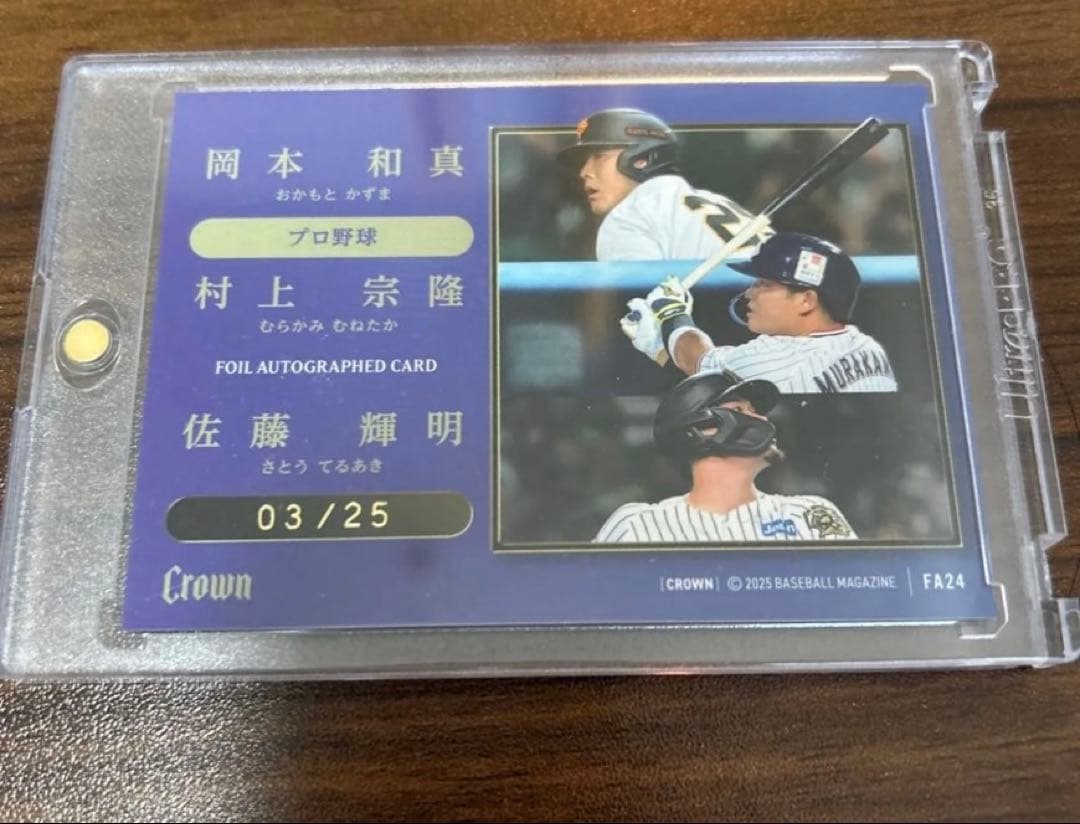 岡本 和真
おかもと かずま
プロ野球
村上 宗隆
むらかみ むねたか
FOIL AUTOGRAPHED CARD
佐藤 輝明
さとう てるあき
03/25
Crown
[CROWN] © 2025 BASEBALL MAGAZINE | FA24
2
MURAKAM